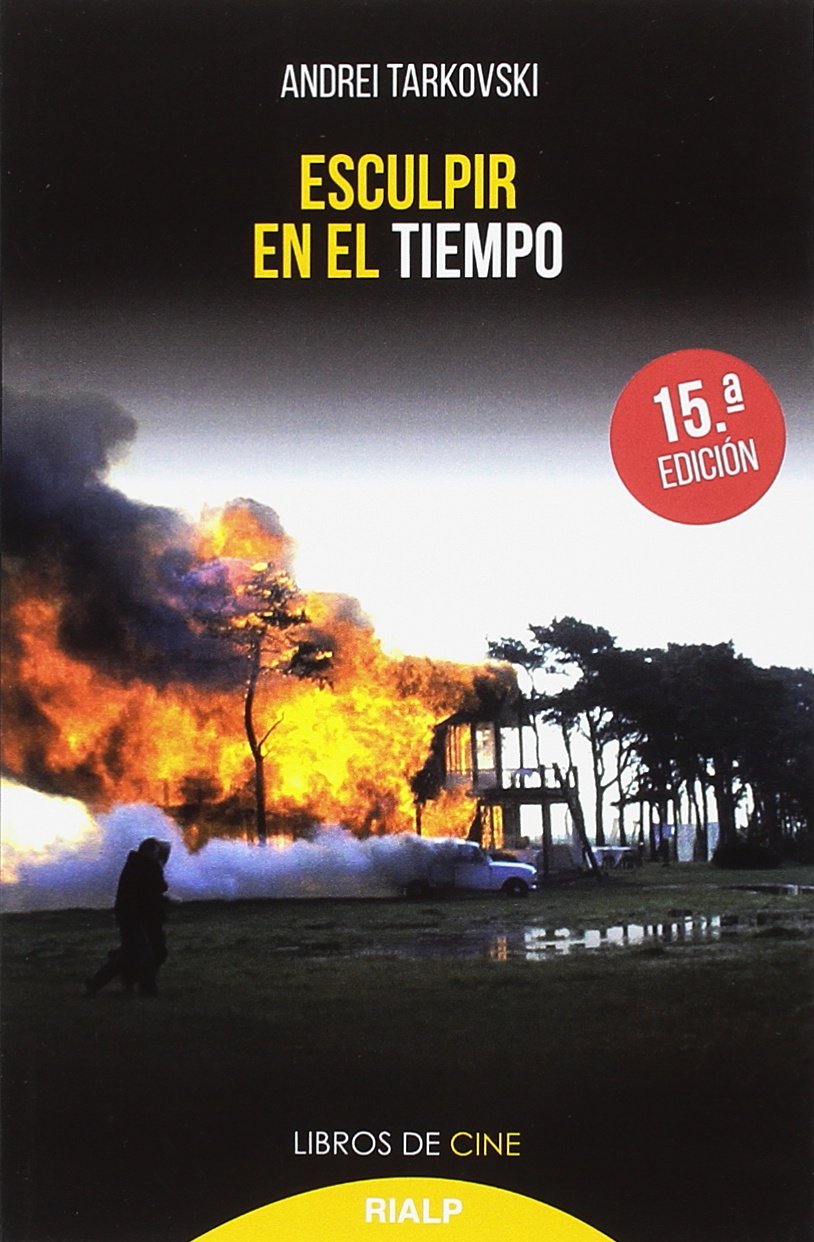 ANDREI TARKOVSKI
ESCULPIR
EN EL TIEMPO
15.ª
EDICIÓN
LIBROS DE CINE
RIALP